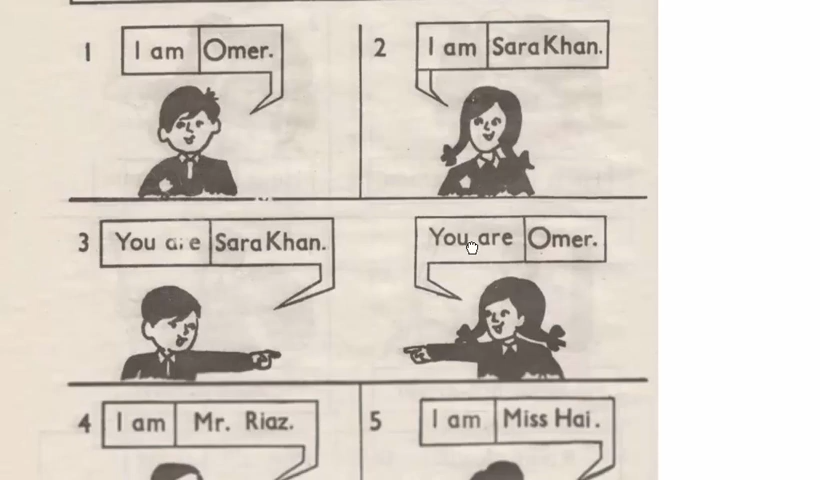 1 I am Omer.
2 I am Sara Khan.
3 You are Sara Khan.
You are Omer.
4 I am Mr. Riaz.
5 I am Miss Hai.